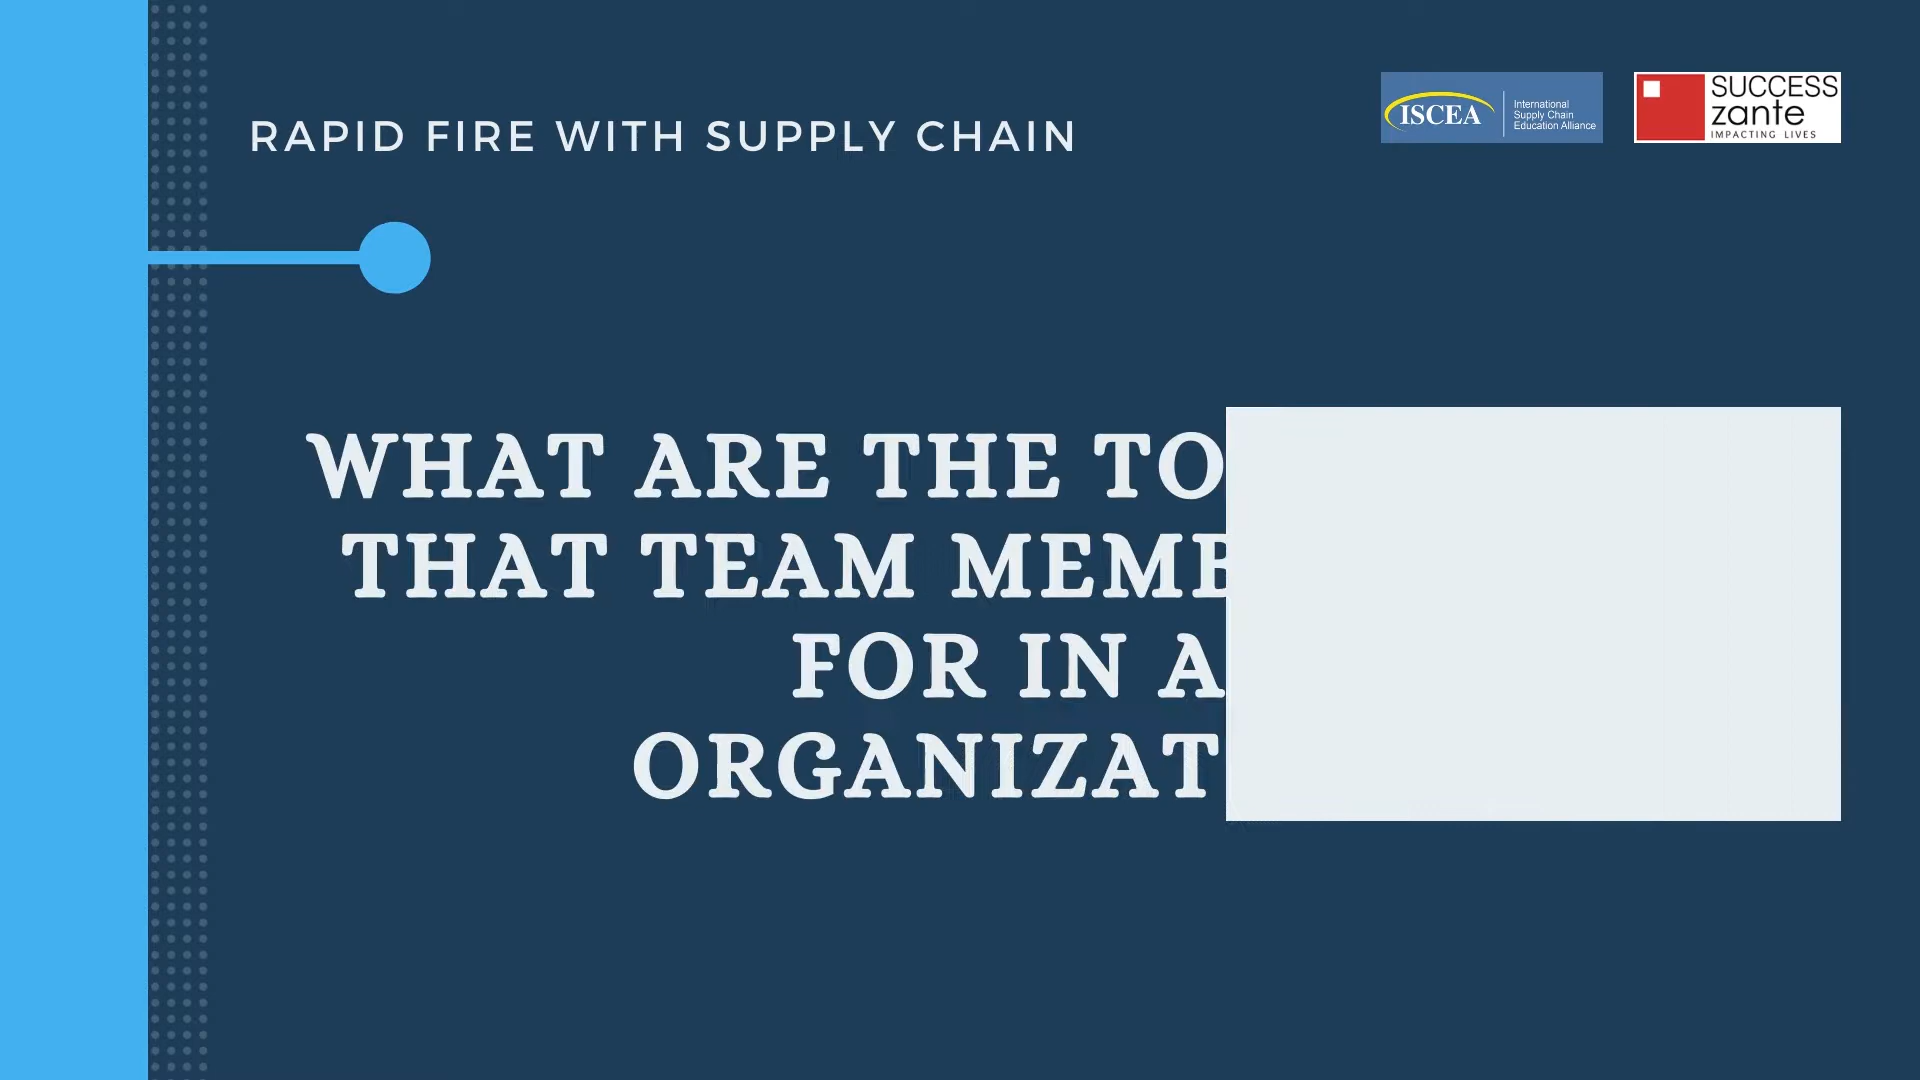 RAPID FIRE WITH SUPPLY CHAIN
ISCEA
International
Supply Chain
Education Alliance
SUCCESS
zante
IMPACTING LIVES
WHAT ARE THE TO
THAT TEAM MEMB
FOR IN A
ORGANIZAT